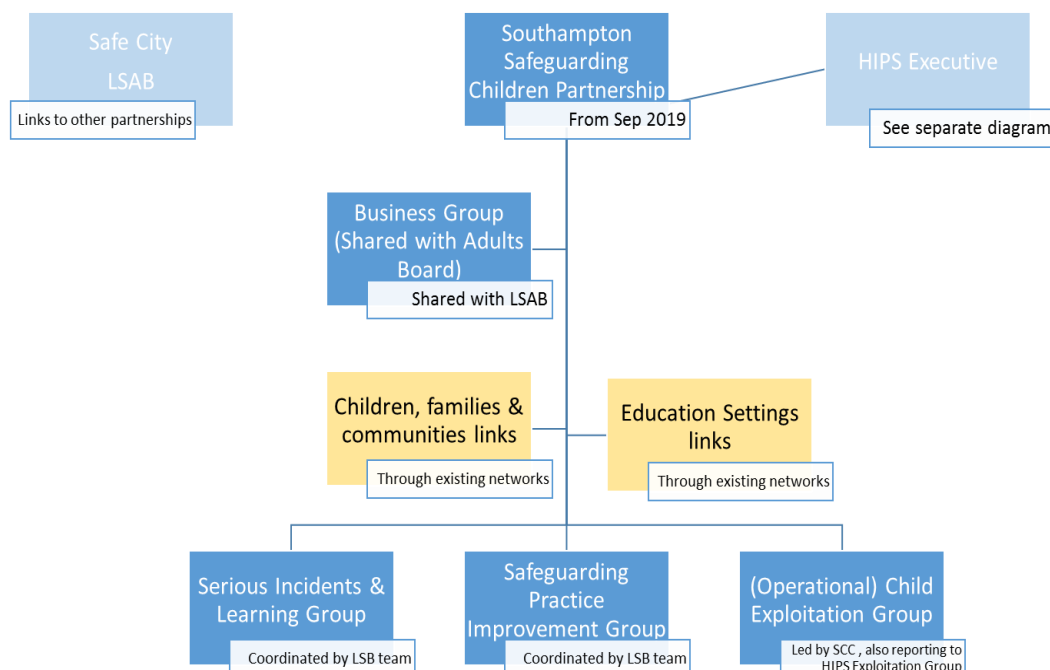 Safe City
LSAB
Links to other partnerships
Southampton
Safeguarding
Children Partnership
From Sep 2019
HIPS Executive
See separate diagram
Business Group
(Shared with Adults
Board)
Shared with LSAB
Children, families &
communities links
Through existing networks
Education Settings
links
Through existing networks
Serious Incidents &
Learning Group
Coordinated by LSB team
Safeguarding
Practice
Improvement Group
Coordinated by LSB team
(Operational) Child
Exploitation Group
Led by SCC , also reporting to
HIPS Exploitation Group